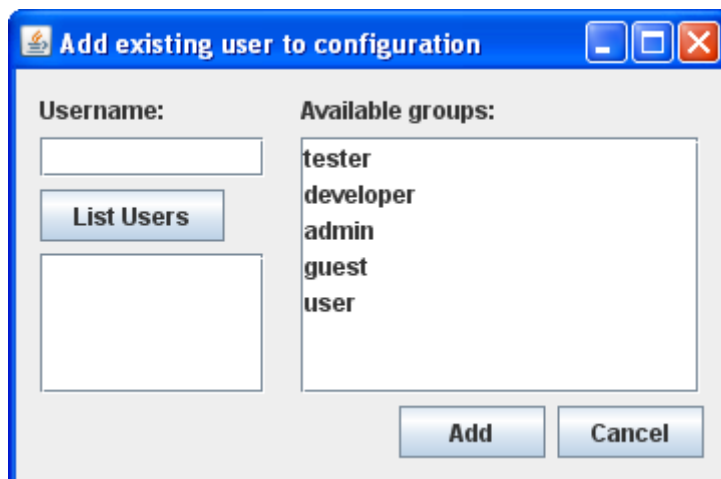 Add existing user to configuration
Username:
Available groups:
List Users
tester
developer
admin
guest
user
Add
Cancel